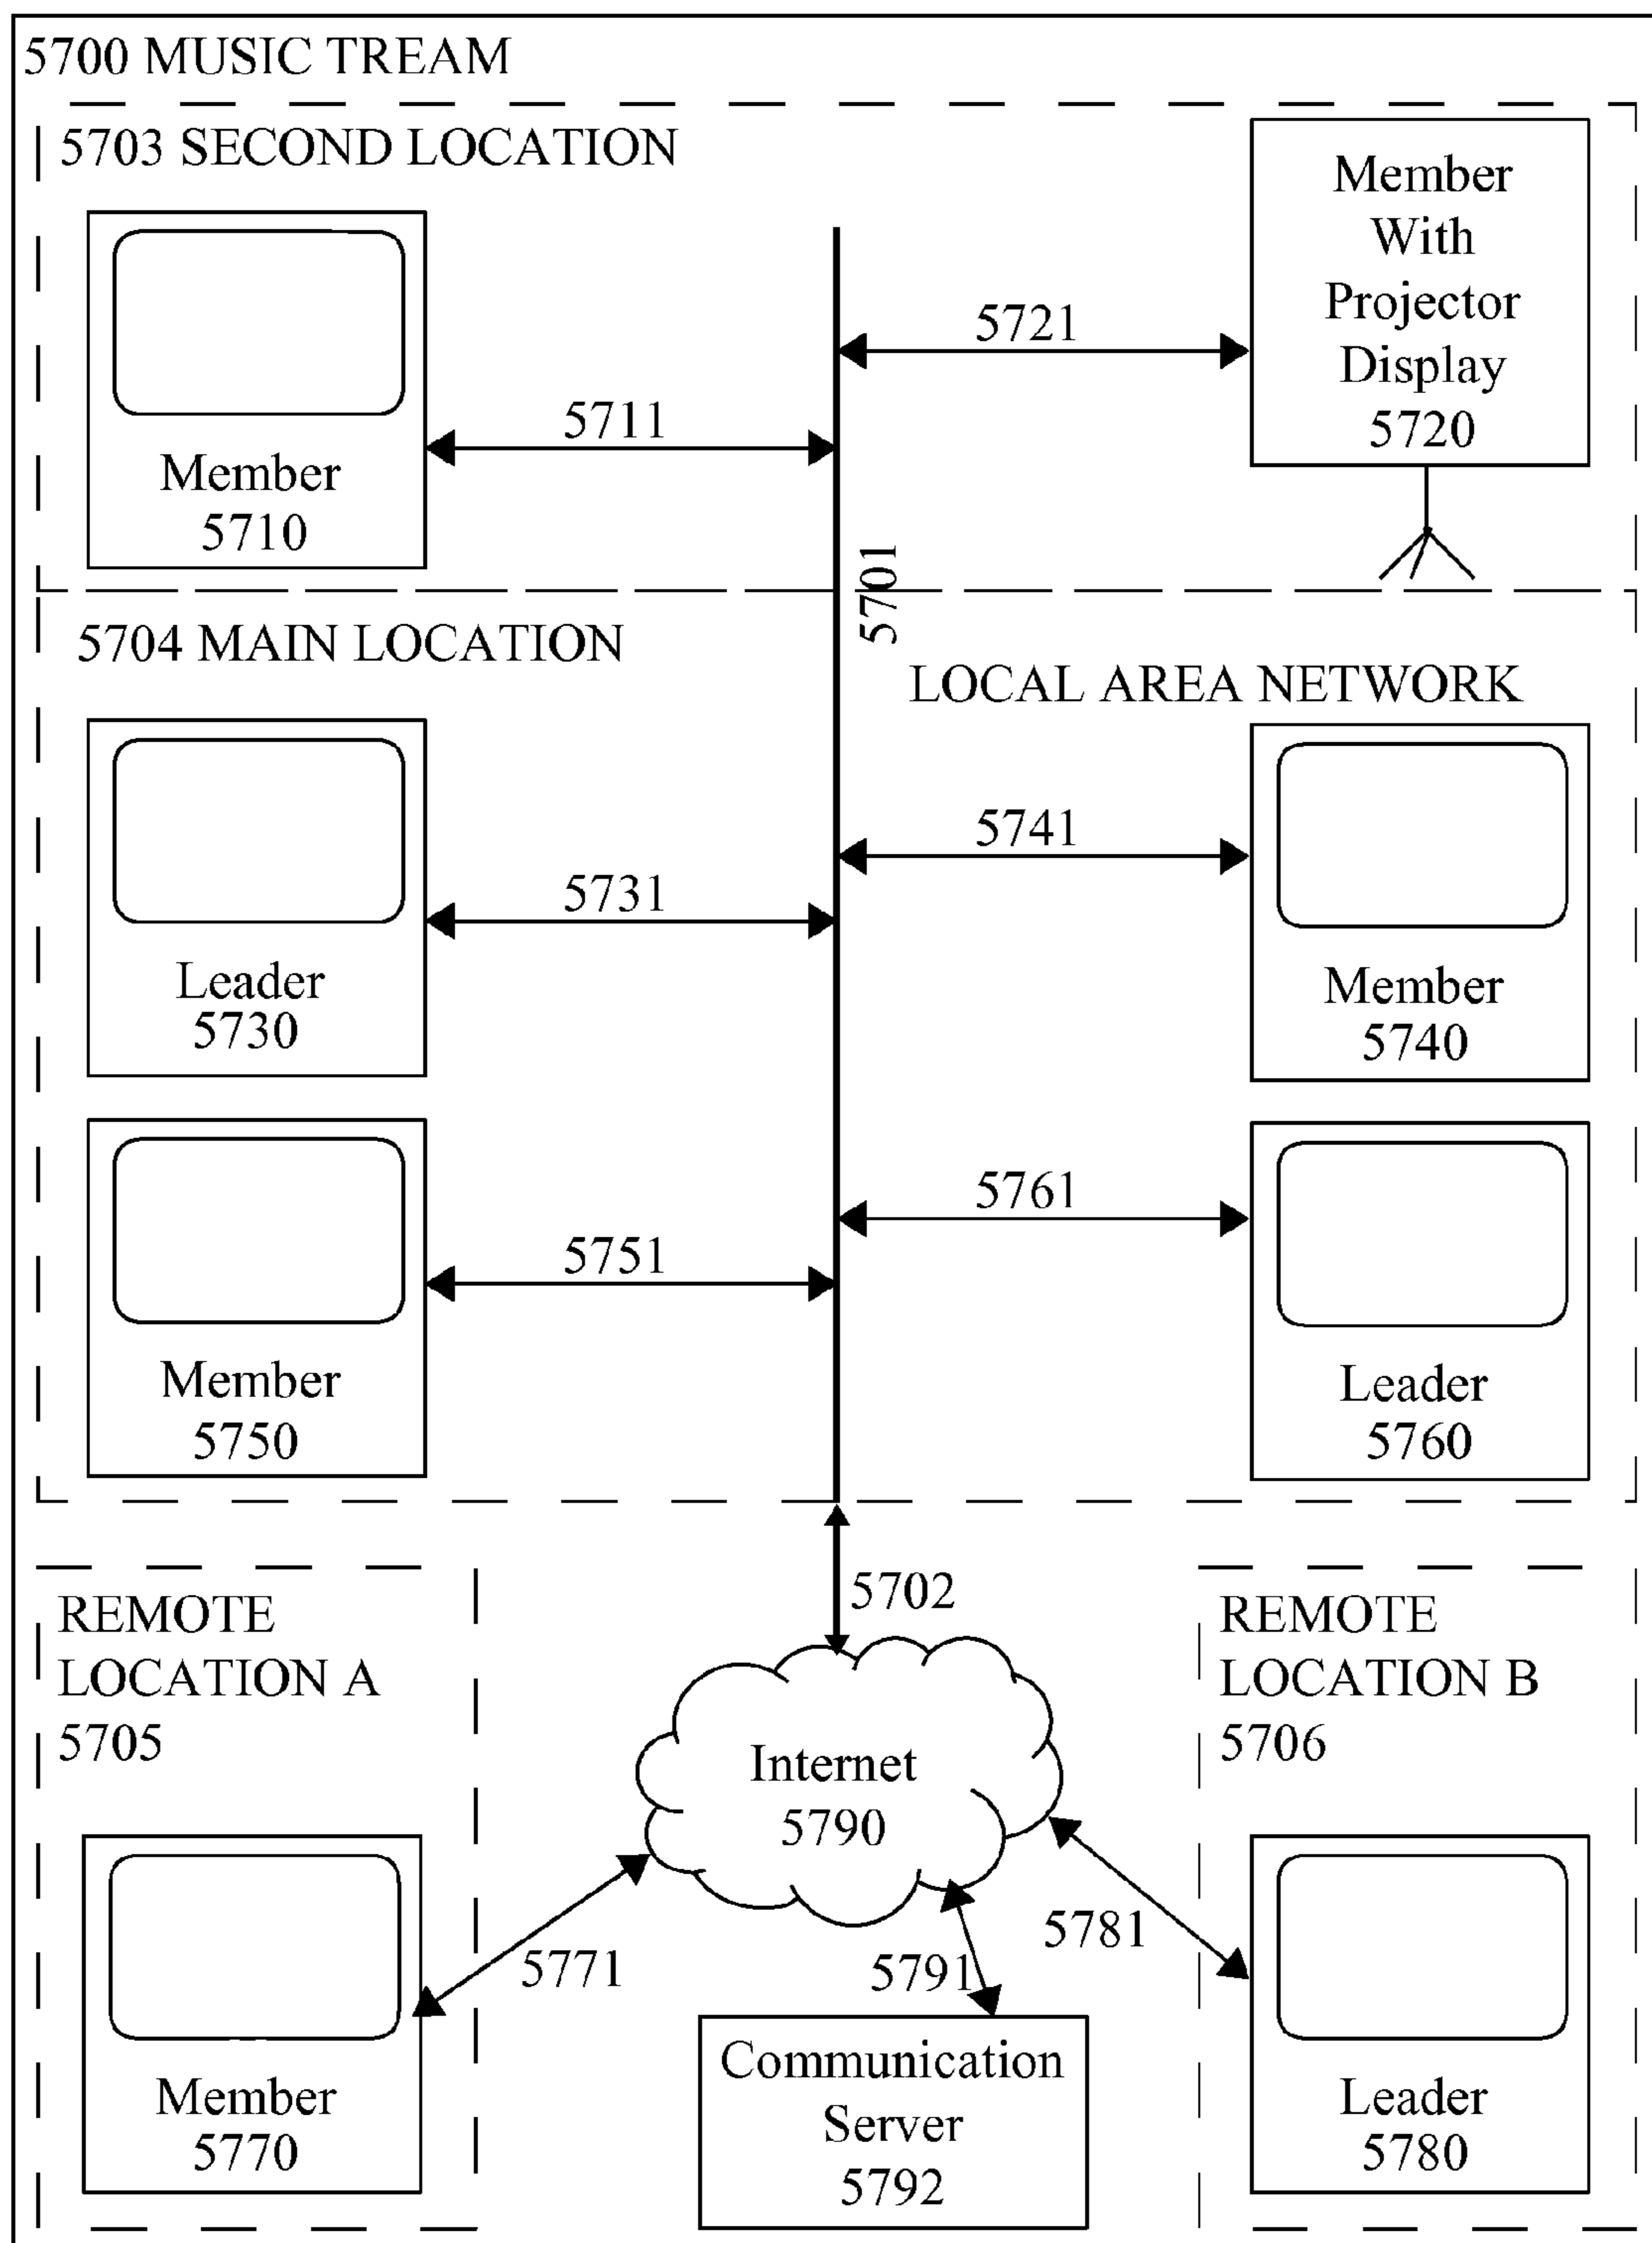 5700 MUSIC TREAM
5703 SECOND LOCATION
Member
With
Projector
Display
5720
5721
5711
Member
5710
5701
5704 MAIN LOCATION
LOCAL AREA NETWORK
5741
5731
Leader
5730
Member
5740
5761
5751
Member
5750
Leader
5760
5702
REMOTE
LOCATION A
5705
REMOTE
LOCATION B
5706
Internet
5790
5771
5791
5781
Member
5770
Communication
Server
5792
Leader
5780